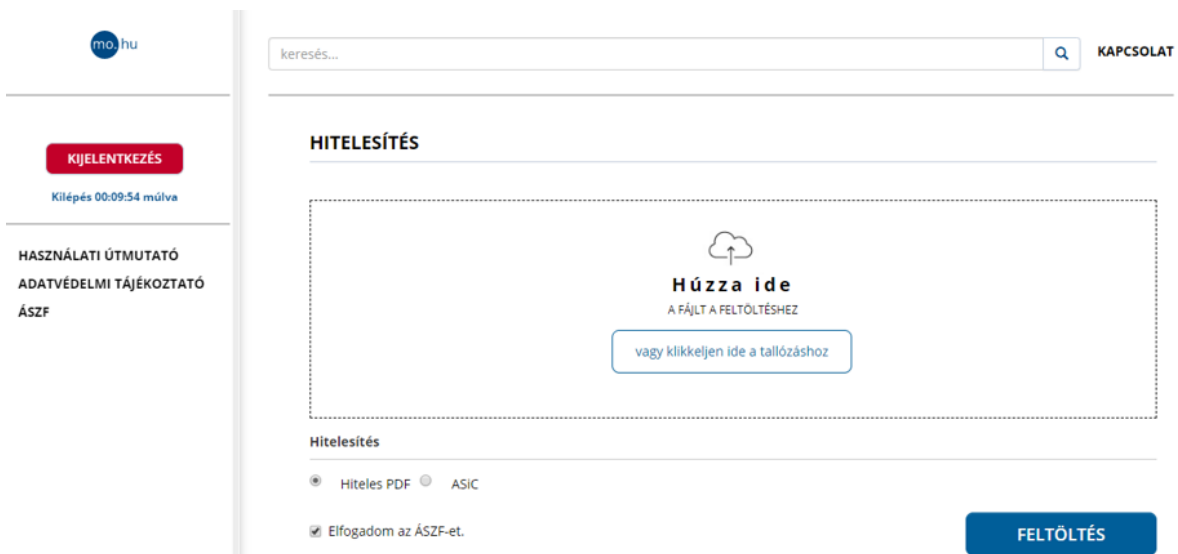 mo.hu
KIJELENTKEZÉS
Kilépés 00:09:54 múlva
HASZNÁLATI ÚTMUTATÓ
ADATVÉDELMI TÁJÉKOZTATÓ
ÁSZF
keresés...
KAPCSOLAT
HITELESÍTÉS
Húzza ide
A FÁJLT A FELTÖLTÉSHEZ
vagy klikkeljen ide a tallózáshoz
Hitelesítés
Hiteles PDF ASiC
Elfogadom az ÁSZF-et.
FELTÖLTÉS